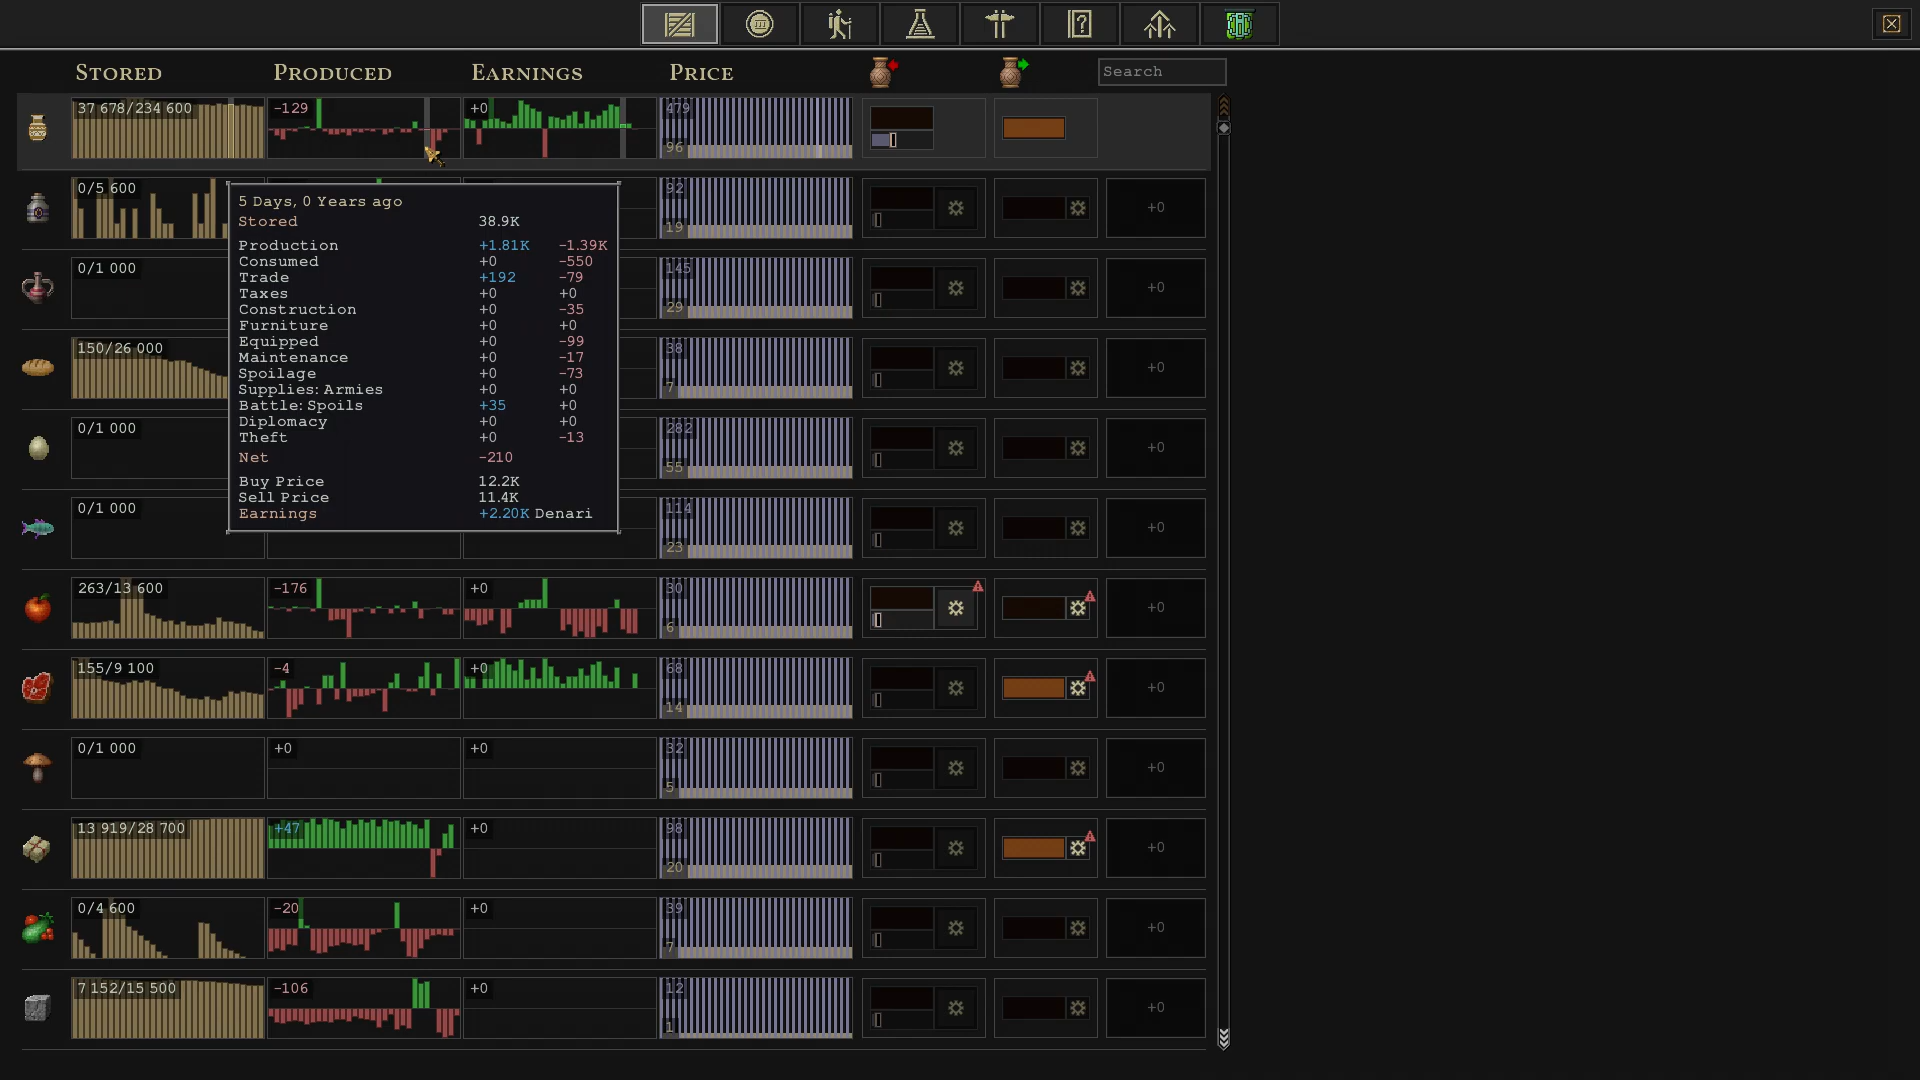 STORED PRODUCED EARNINGS PRICE Search
37 678/234 600 -129 +0 479
96
0/5 600 92
19 +0
0/1 000 145
29 +0
150/26 000 38
7 +0
0/1 000 282
55 +0
0/1 000 114
23 +0
263/13 600 -176 +0 30
6 +0
155/9 100 -4 +0 68
14 +0
0/1 000 +0 +0 32
5 +0
13 919/28 700 +47 +0 98
20 +0
0/4 600 -20 +0 39
7 +0
7 152/15 500 -106 +0 12
1 +0
5 Days, 0 Years ago
Stored 38.9K
Production +1.81K -1.39K
Consumed +0 -550
Trade +192 -79
Taxes +0 +0
Construction +0 -35
Furniture +0 +0
Equipped +0 -99
Maintenance +0 -17
Spoilage +0 -73
Supplies: Armies +0 +0
Battle: Spoils +35 +0
Diplomacy +0 +0
Theft +0 -13
Net -210
Buy Price 12.2K
Sell Price 11.4K
Earnings +2.20K Denari